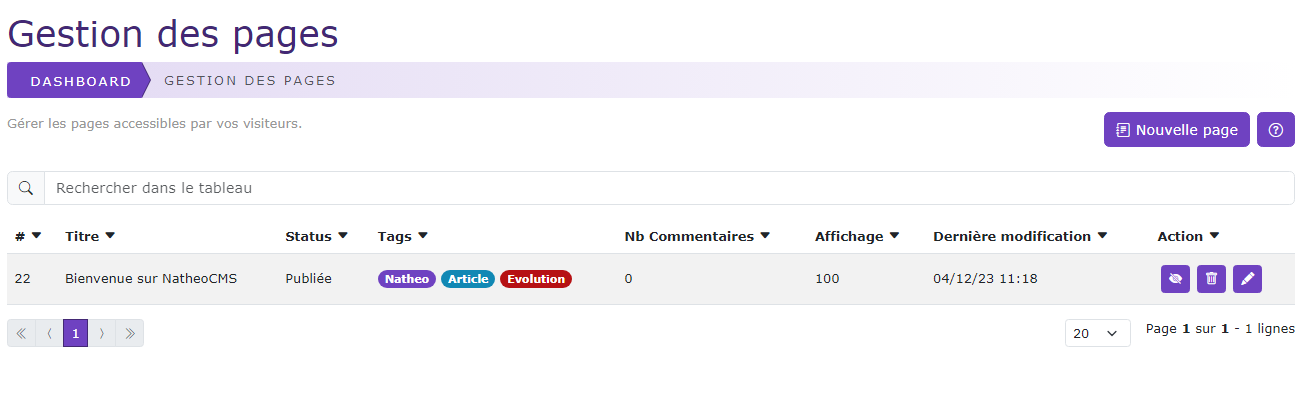 Gestion des pages
DASHBOARD GESTION DES PAGES
Gérer les pages accessibles par vos visiteurs.
Nouvelle page
Rechercher dans le tableau
# Titre Status Tags Nb Commentaires Affichage Dernière modification Action
22 Bienvenue sur NatheoCMS Publiée Natheo Article Evolution 0 100 04/12/23 11:18
« ‹ 1 › » 20 Page 1 sur 1 - 1 lignes